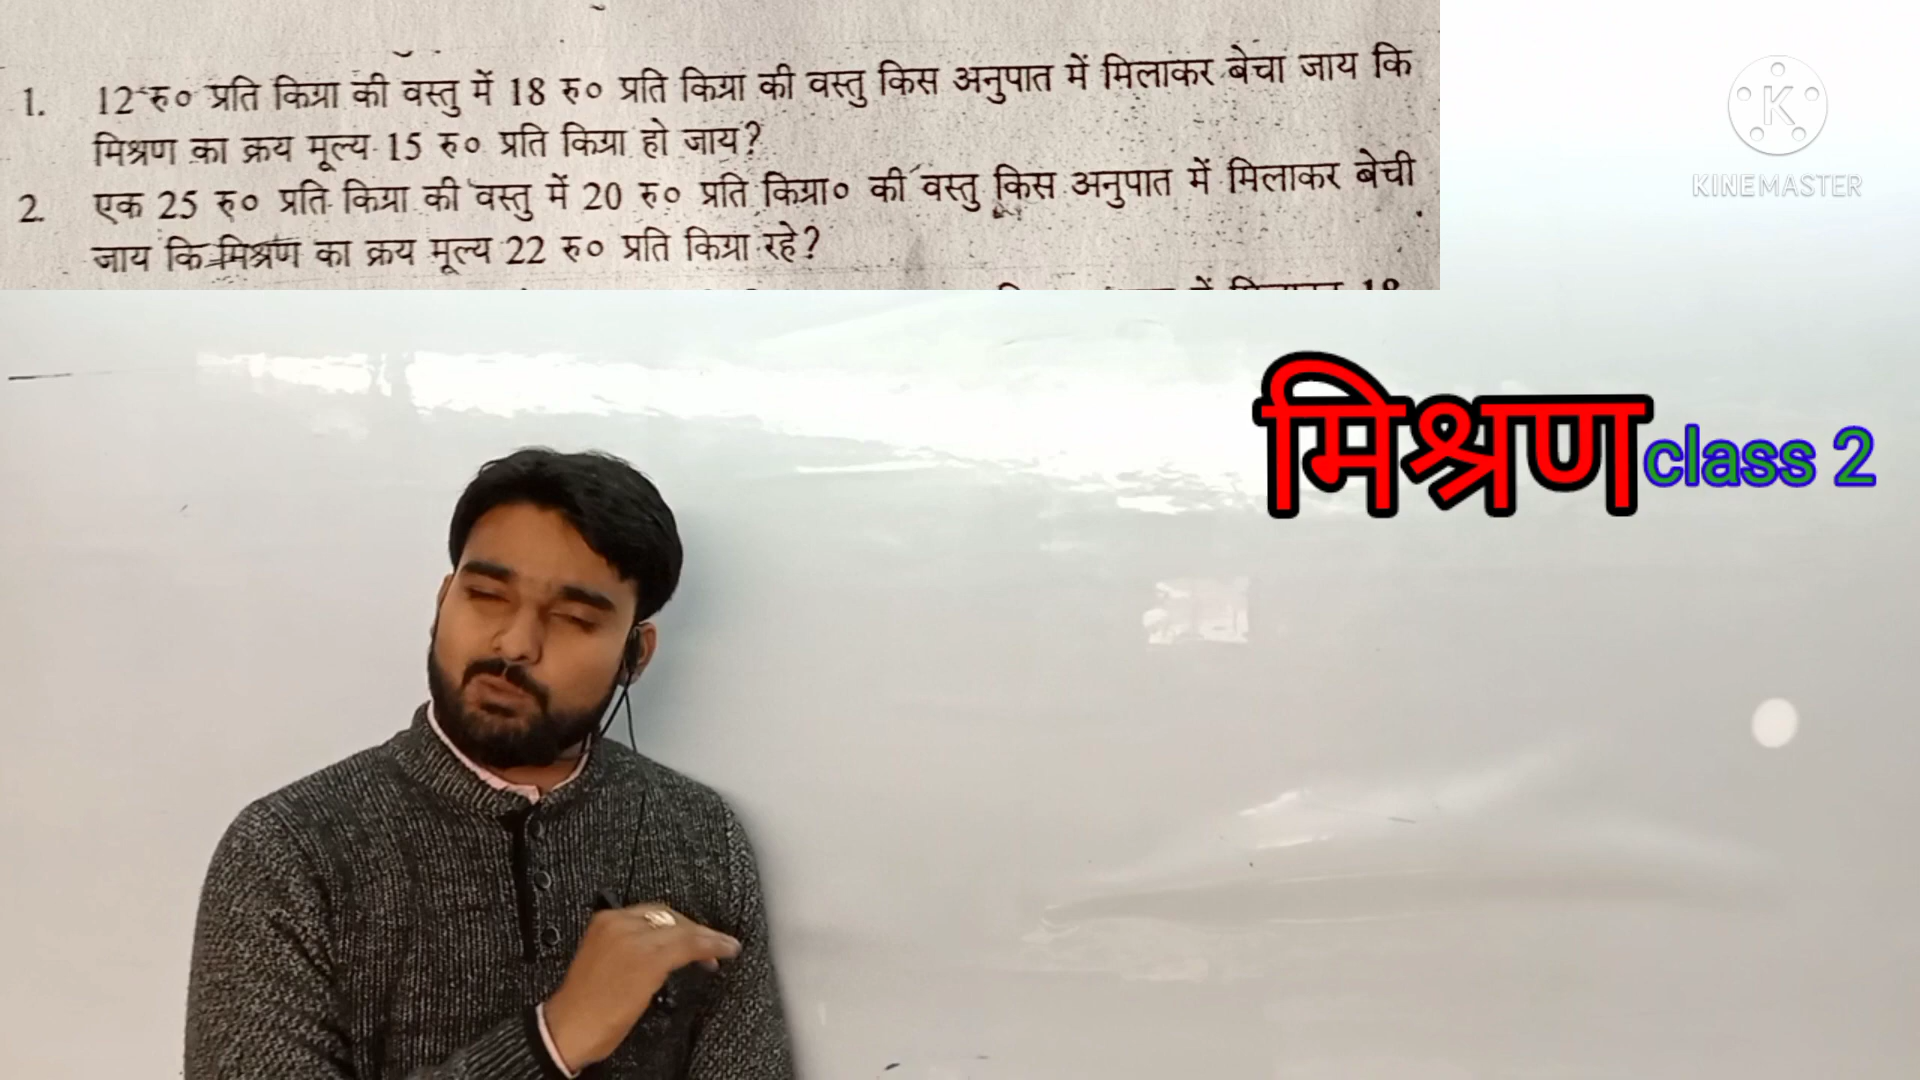 1. 12 रु० प्रति किग्रा की वस्तु में 18 रु० प्रति किग्रा की वस्तु किस अनुपात में मिलाकर बेचा जाय कि
मिश्रण का क्रय मूल्य 15 रु० प्रति किग्रा हो जाय?
2. एक 25 रु० प्रति किग्रा की वस्तु में 20 रु० प्रति किग्रा० की वस्तु किस अनुपात में मिलाकर बेची
जाय कि मिश्रण का क्रय मूल्य 22 रु० प्रति किग्रा रहे?
में मिलाकर 18
K
KINEMASTER
मिश्रण class 2